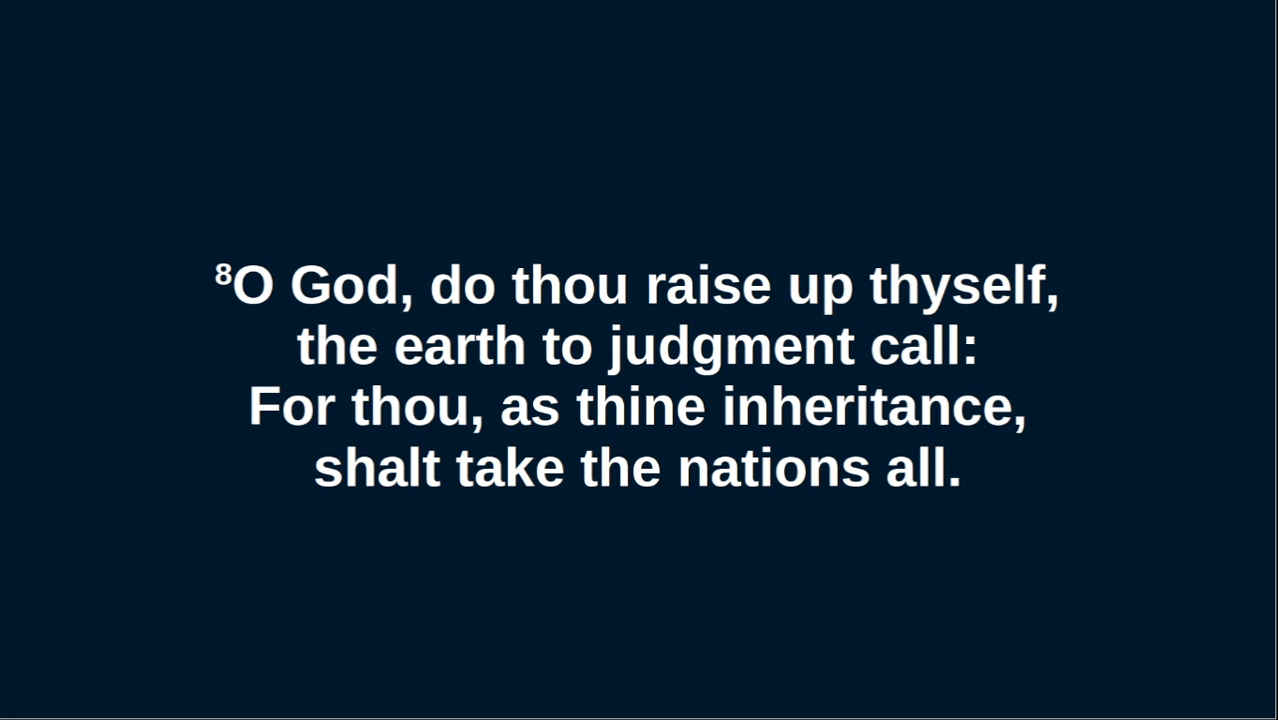 ⁸O God, do thou raise up thyself,
the earth to judgment call:
For thou, as thine inheritance,
shalt take the nations all.